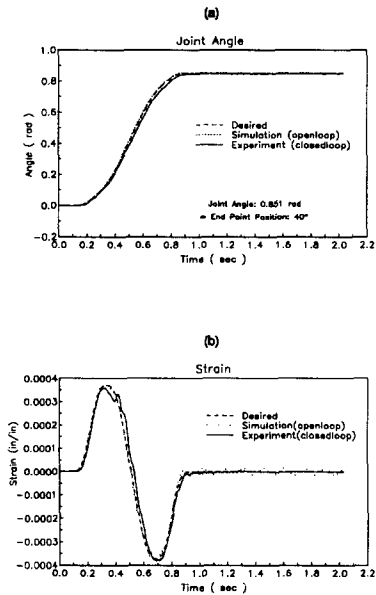 (a)
Joint Angle
1.0
0.8
0.6
0.4
0.2
0.0
−0.2
Angle ( rad )
Desired
Simulation (openloop)
Experiment (closedloop)
Joint Angle: 0.851 rad
End Point Position: 40°
0.0 0.2 0.4 0.6 0.8 1.0 1.2 1.4 1.6 1.8 2.0 2.2
Time ( sec )
(b)
Strain
0.0004
0.0003
0.0002
0.0001
0.0000
−0.0001
−0.0002
−0.0003
−0.0004
Strain (in/in)
Desired
Simulation(openloop)
Experiment(closedloop)
0.0 0.2 0.4 0.6 0.8 1.0 1.2 1.4 1.6 1.8 2.0 2.2
Time ( sec )